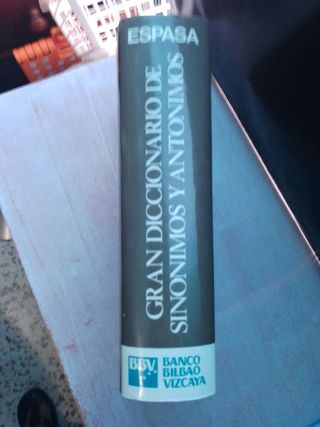 ESPASA
GRAN DICCIONARIO DE
SINONIMOS Y ANTONIMOS
BBV
BANCO
BILBAO
VIZCAYA